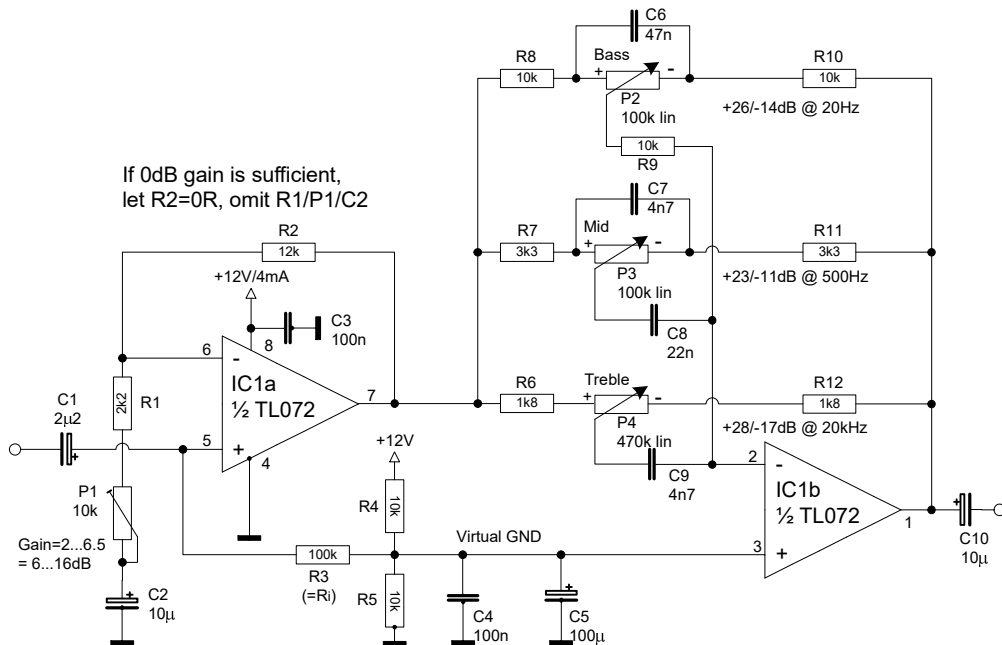 C6
47n
Bass
R8
10k
+
-
R10
10k
P2
100k lin
+26/-14dB @ 20Hz
10k
R9
If 0dB gain is sufficient,
let R2=0R, omit R1/P1/C2
C7
4n7
R2
12k
Mid
R7
3k3
+
-
R11
3k3
+12V/4mA
P3
100k lin
+23/-11dB @ 500Hz
C3
100n
8
C8
22n
6
-
IC1a
½ TL072
7
Treble
R6
1k8
+
-
R12
1k8
2k2
R1
C1
2µ2
+
5
+
4
P4
470k lin
+28/-17dB @ 20kHz
+12V
C9
4n7
2
-
IC1b
½ TL072
1
P1
10k
R4
10k
+
C10
10µ
Gain=2...6.5
= 6...16dB
Virtual GND
100k
R3
(=Ri)
3
+
R5
10k
C2
10µ
+
C4
100n
+
C5
100µ